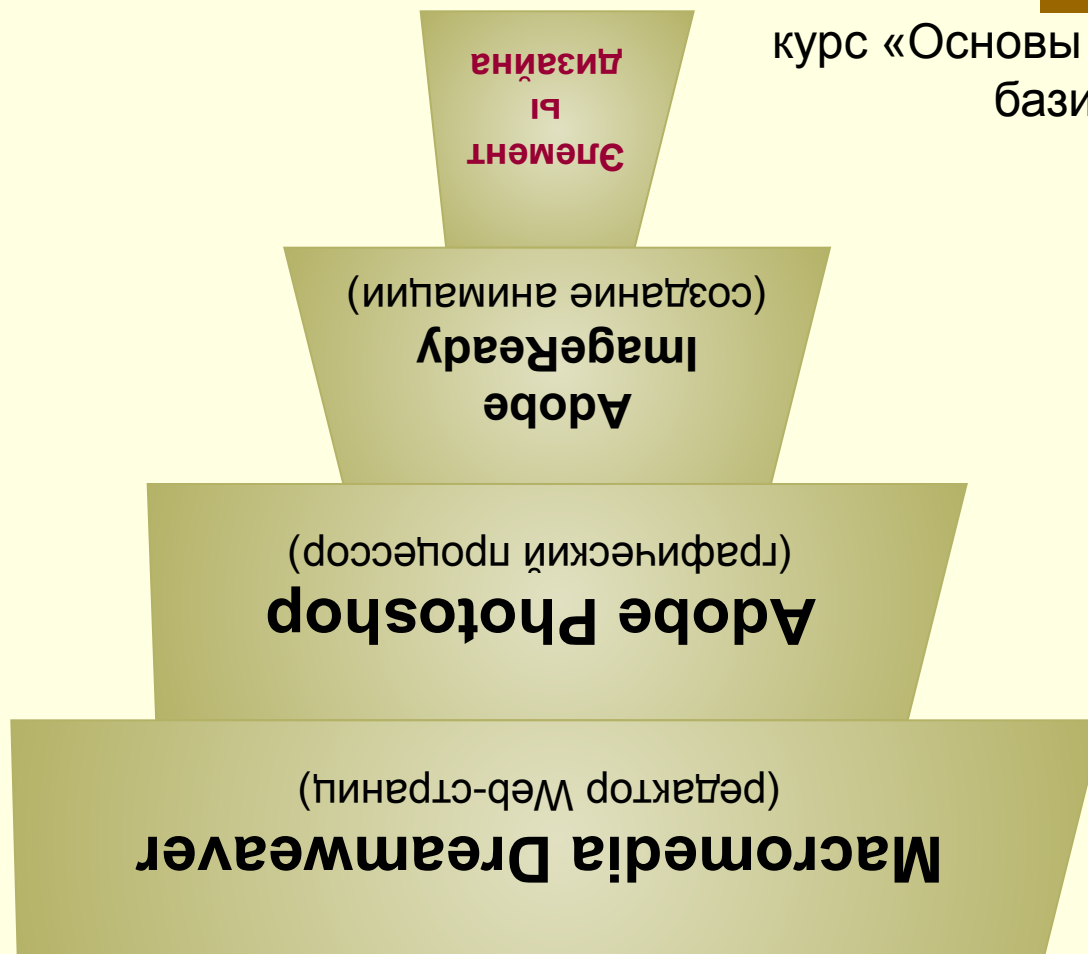 курс «Основы
бази
Элемент
ы
дизайна
Adobe
ImageReady
(создание анимации)
Adobe Photoshop
(графический процессор)
Macromedia Dreamweaver
(редактор Web-страниц)